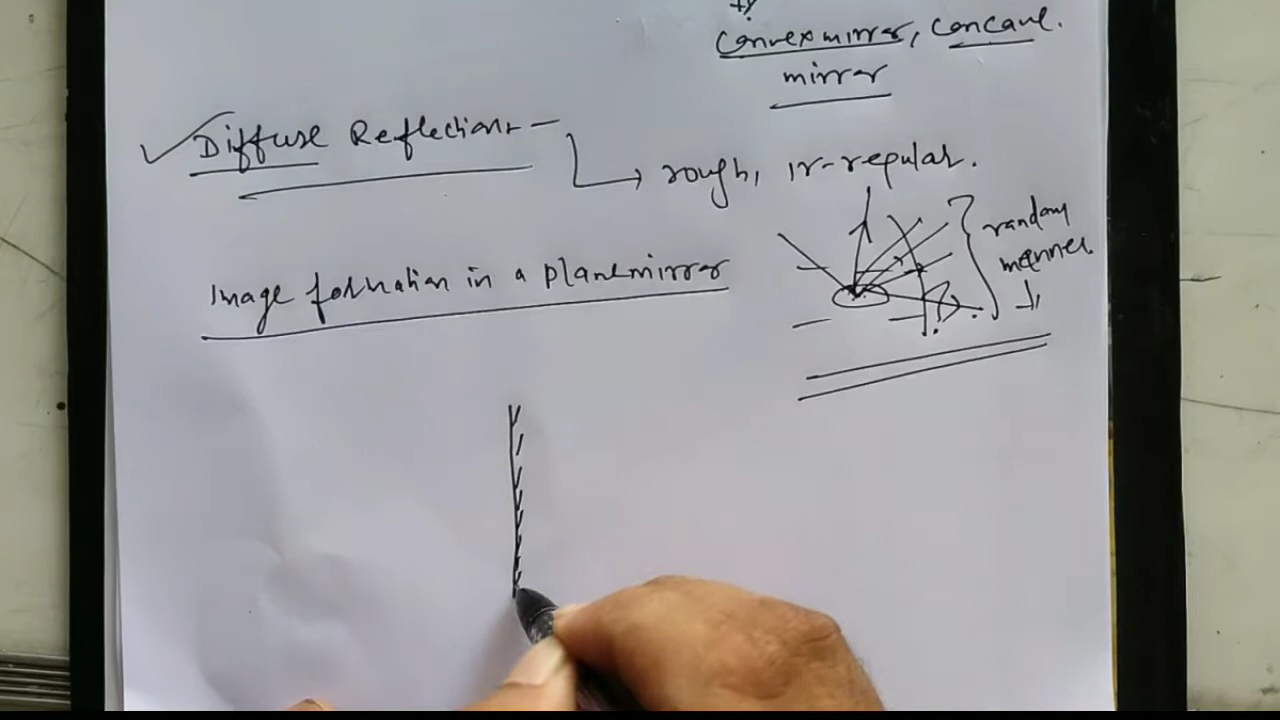 Convex mirror, concave.
mirror
Diffuse Reflection -
rough, ir-regular.
random
manner
Image formation in a plane mirror